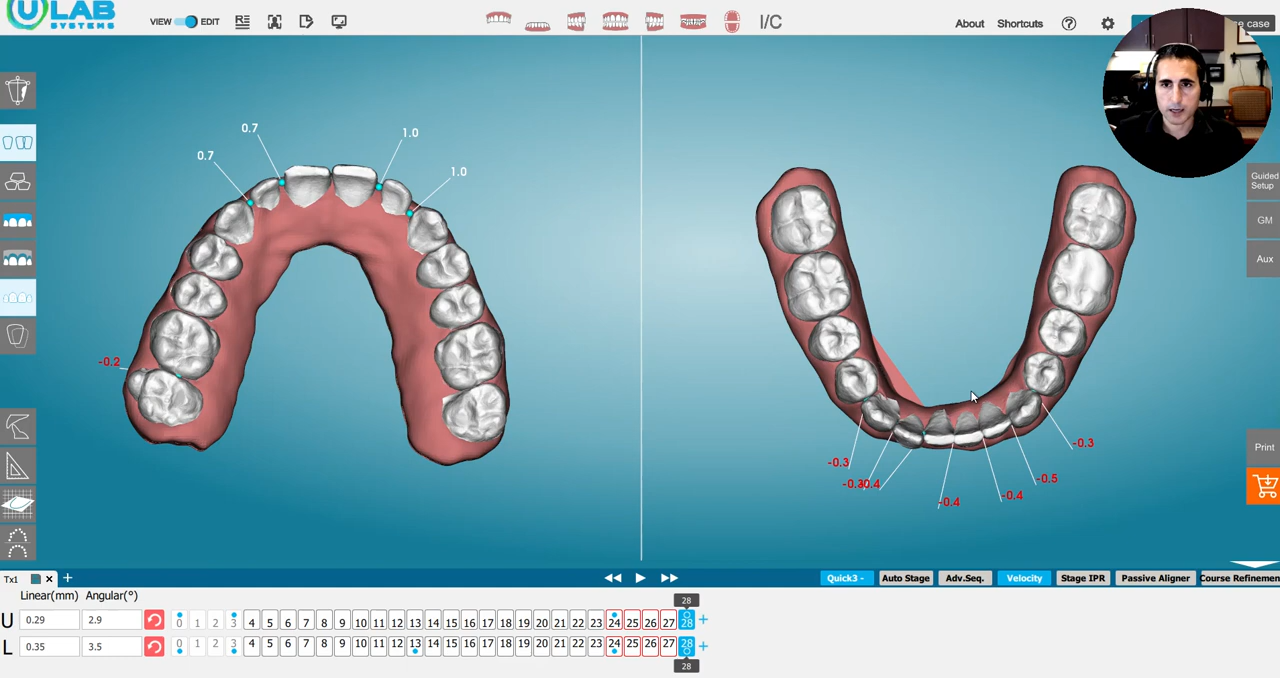 ULAB
SYSTEMS
VIEW EDIT
I/C
About Shortcuts
e case
0.7
0.7
1.0
1.0
-0.2
-0.3
-0.4
-0.4
-0.5
-0.3
Guided
Setup
GM
Aux
Print
Tx1
Quick3 - Auto Stage Adv.Seq. Velocity Stage IPR Passive Aligner Course Refinemen
Linear(mm) Angular(°)
28
U 0.29 2.9 0 1 2 3 4 5 6 7 8 9 10 11 12 13 14 15 16 17 18 19 20 21 22 23 24 25 26 27 28
L 0.35 3.5 0 1 2 3 4 5 6 7 8 9 10 11 12 13 14 15 16 17 18 19 20 21 22 23 24 25 26 27 28
28